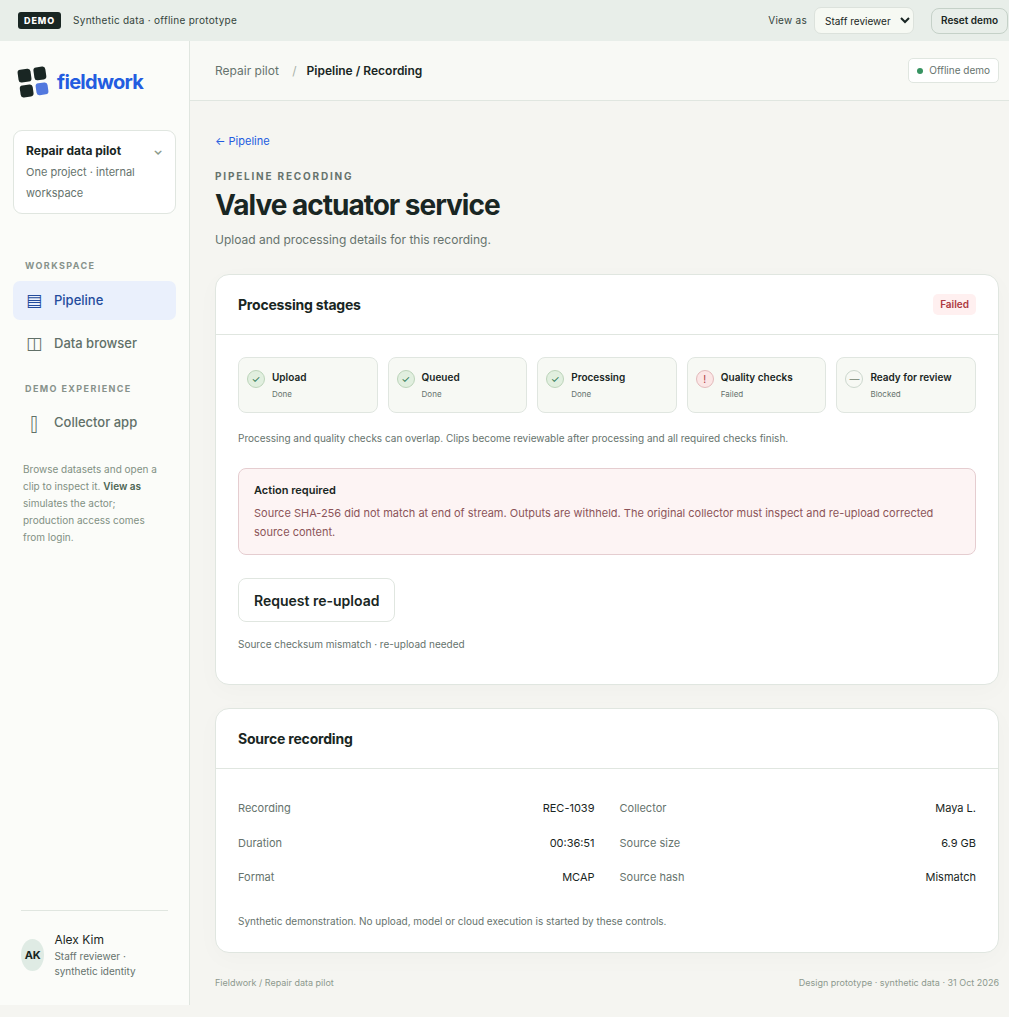 DEMO Synthetic data · offline prototype View as Staff reviewer Reset demo
fieldwork
Repair pilot / Pipeline / Recording Offline demo
Repair data pilot
One project · internal
workspace
WORKSPACE
Pipeline
Data browser
DEMO EXPERIENCE
Collector app
Browse datasets and open a
clip to inspect it. View as
simulates the actor;
production access comes
from login.
AK Alex Kim
Staff reviewer ·
synthetic identity
← Pipeline
PIPELINE RECORDING
Valve actuator service
Upload and processing details for this recording.
Processing stages Failed
Upload
Done
Queued
Done
Processing
Done
Quality checks
Failed
Ready for review
Blocked
Processing and quality checks can overlap. Clips become reviewable after processing and all required checks finish.
Action required
Source SHA-256 did not match at end of stream. Outputs are withheld. The original collector must inspect and re-upload corrected
source content.
Request re-upload
Source checksum mismatch · re-upload needed
Source recording
Recording REC-1039 Collector Maya L.
Duration 00:36:51 Source size 6.9 GB
Format MCAP Source hash Mismatch
Synthetic demonstration. No upload, model or cloud execution is started by these controls.
Fieldwork / Repair data pilot Design prototype · synthetic data · 31 Oct 2026